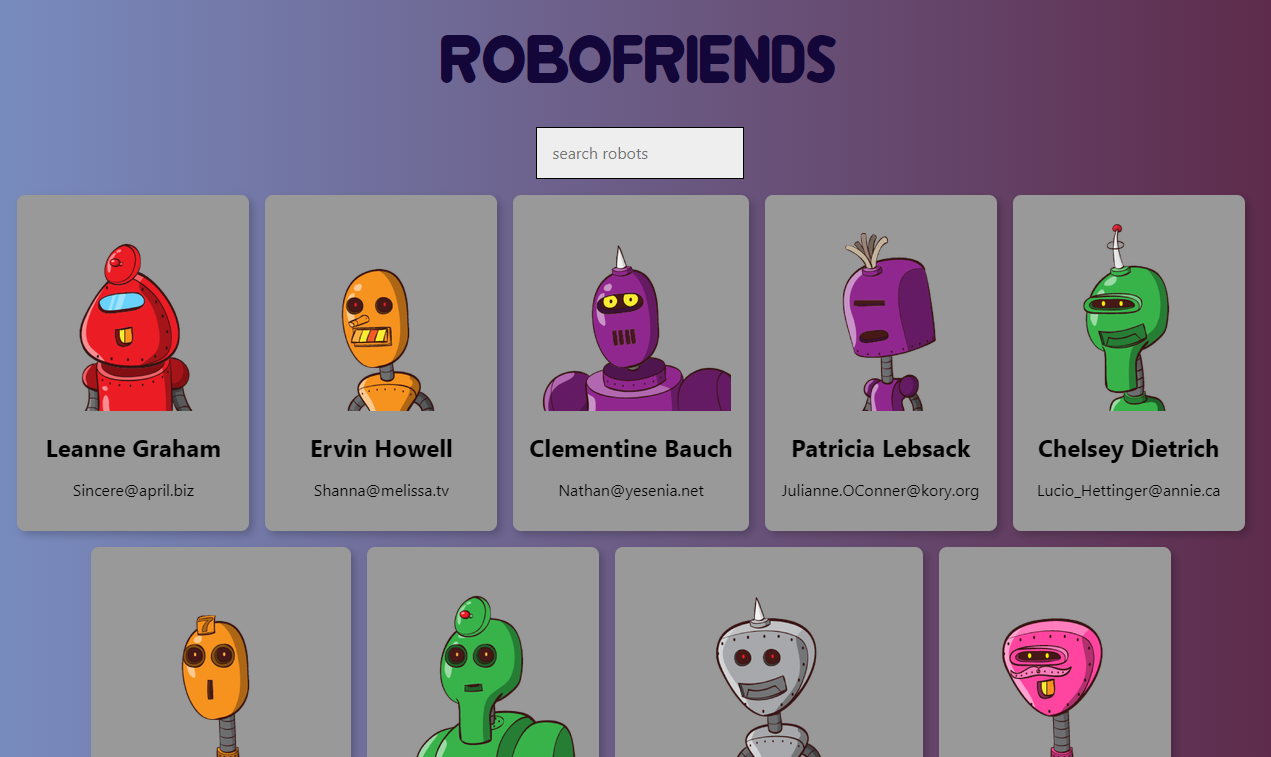 ROBOFRIENDS
search robots
Leanne Graham
Ervin Howell
Clementine Bauch
Patricia Lebsack
Chelsey Dietrich
Sincere@april.biz
Shanna@melissa.tv
Nathan@yesenia.net
Julianne.OConner@kory.org
Lucio_Hettinger@annie.ca
7